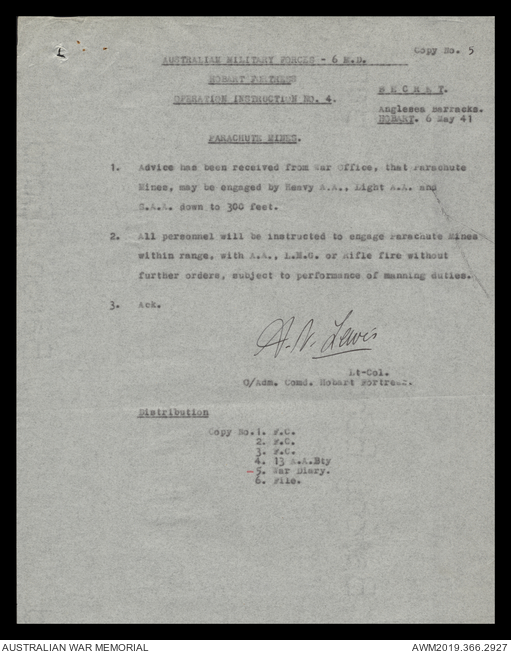 Copy No. 5
AUSTRALIAN MILITARY FORCES - 6 M.D.
HOBART FORTRESS
S E C R E T.
OPERATION INSTRUCTION No. 4.
Anglesea Barracks.
HOBART. 6 May 41
PARACHUTE MINES.
1. Advice has been received from War Office, that Parachute
Mines, may be engaged by Heavy A.A., Light A.A. and
S.A.A. down to 300 feet.
2. All personnel will be instructed to engage Parachute Mines
within range, with A.A., L.M.G. or Rifle fire without
further orders, subject to performance of manning duties.
3. Ack.
A.N. Lewis
Lt-Col.
O/Adm. Comd. Hobart Fortress.
Distribution
Copy No.1. F.C.
2. F.C.
3. F.C.
4. 13 A.A.Bty
5. War Diary.
6. File.
AUSTRALIAN WAR MEMORIAL
AWM2019.366.2927